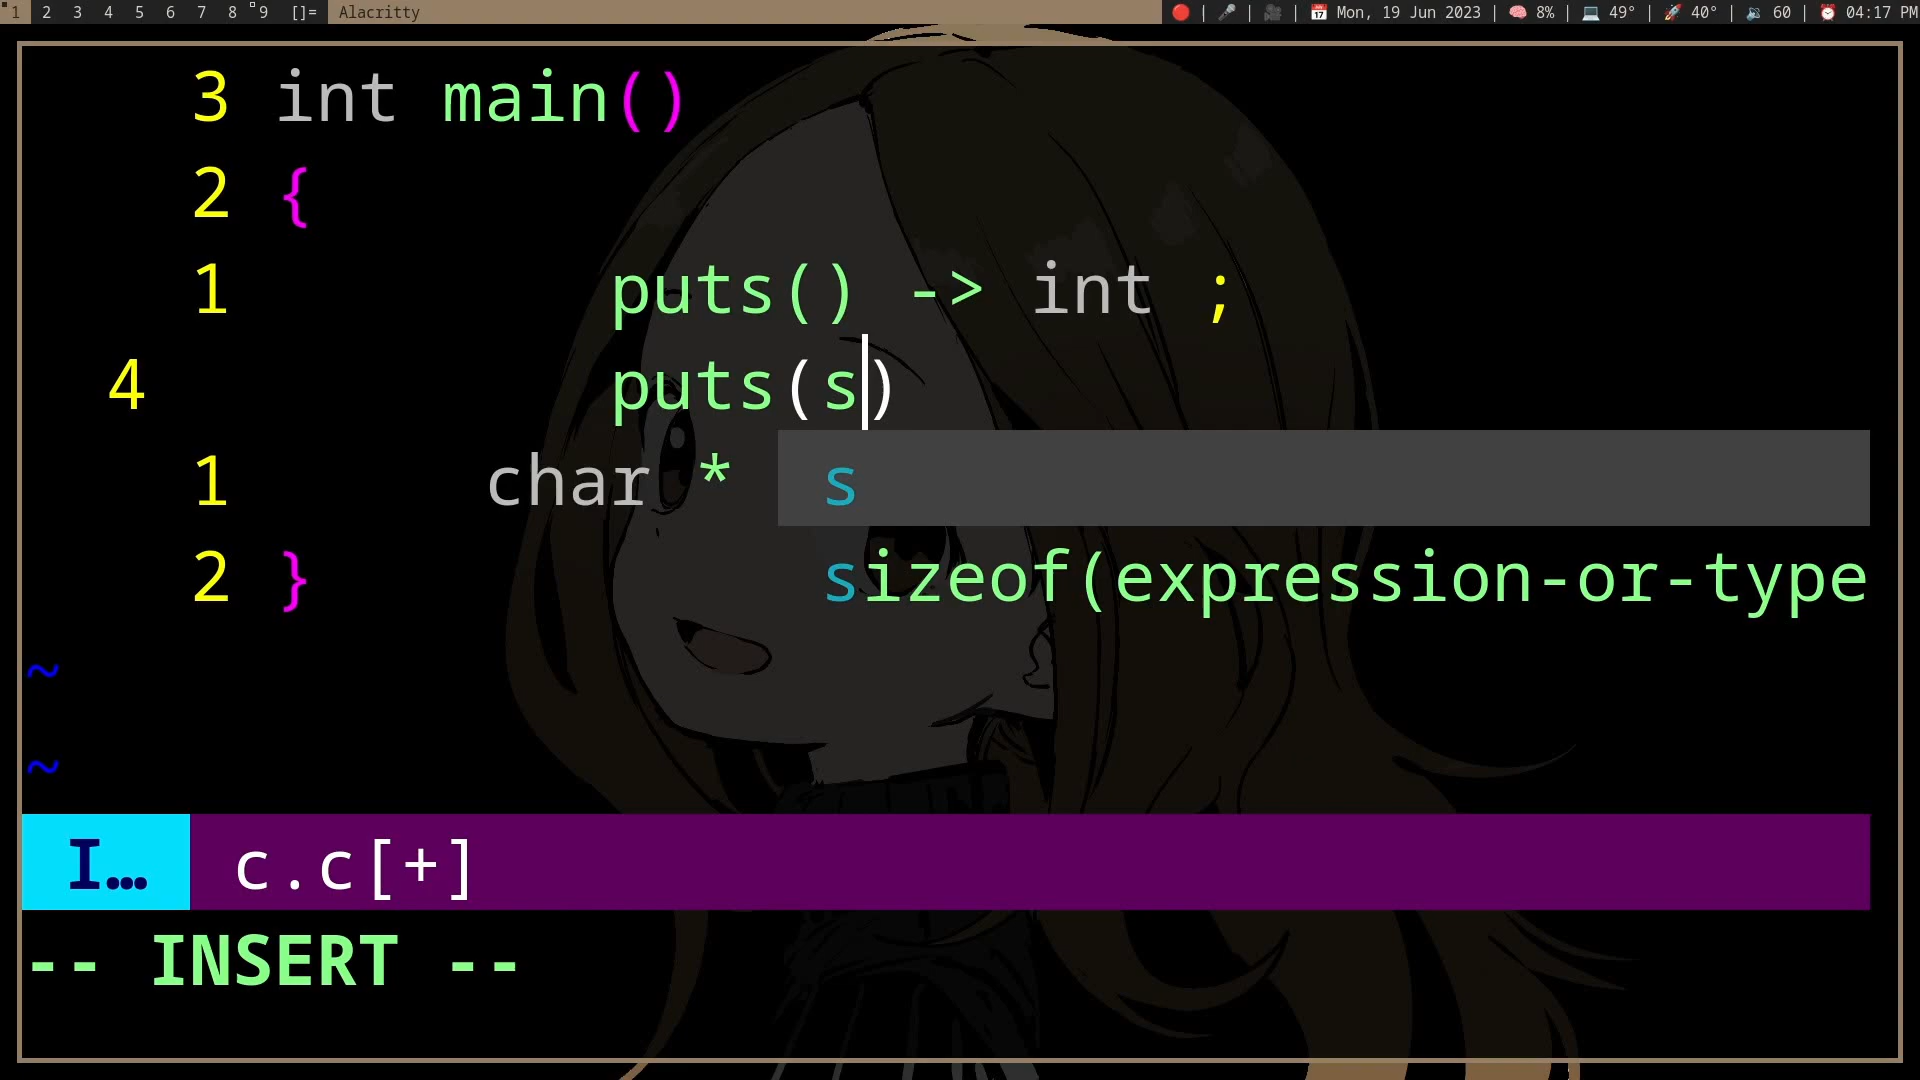 1 2 3 4 5 6 7 8 9 []= Alacritty 🔴 | 🎤 | 🎥 | 📅 Mon, 19 Jun 2023 | 🧠 8% | 💻 49° | 🚀 40° | 🔉 60 | ⏰ 04:17 PM
3 int main()
2 {
1 puts() -> int ;
4 puts(s)
1 char * s
2 } sizeof(expression-or-type
~
~
I… c.c[+]
-- INSERT --